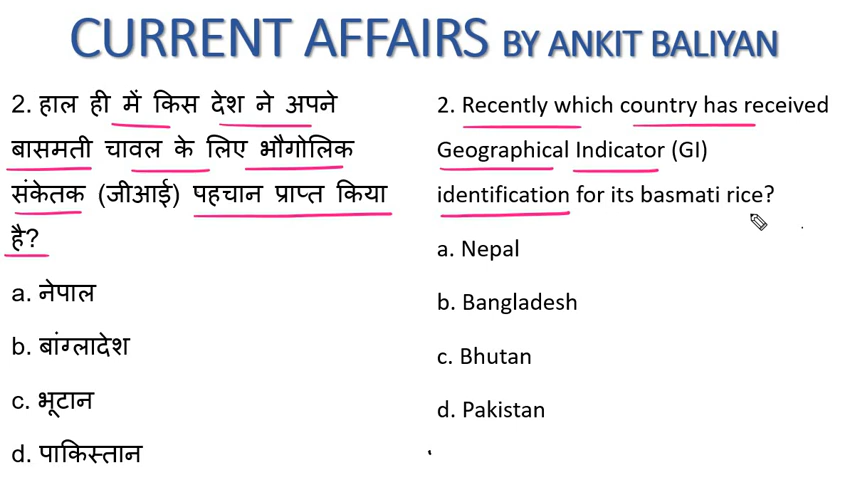 CURRENT AFFAIRS BY ANKIT BALIYAN
2. हाल ही में किस देश ने अपने
बासमती चावल के लिए भौगोलिक
संकेतक (जीआई) पहचान प्राप्त किया
है?
a. नेपाल
b. बांग्लादेश
c. भूटान
d. पाकिस्तान
2. Recently which country has received
Geographical Indicator (GI)
identification for its basmati rice?
a. Nepal
b. Bangladesh
c. Bhutan
d. Pakistan